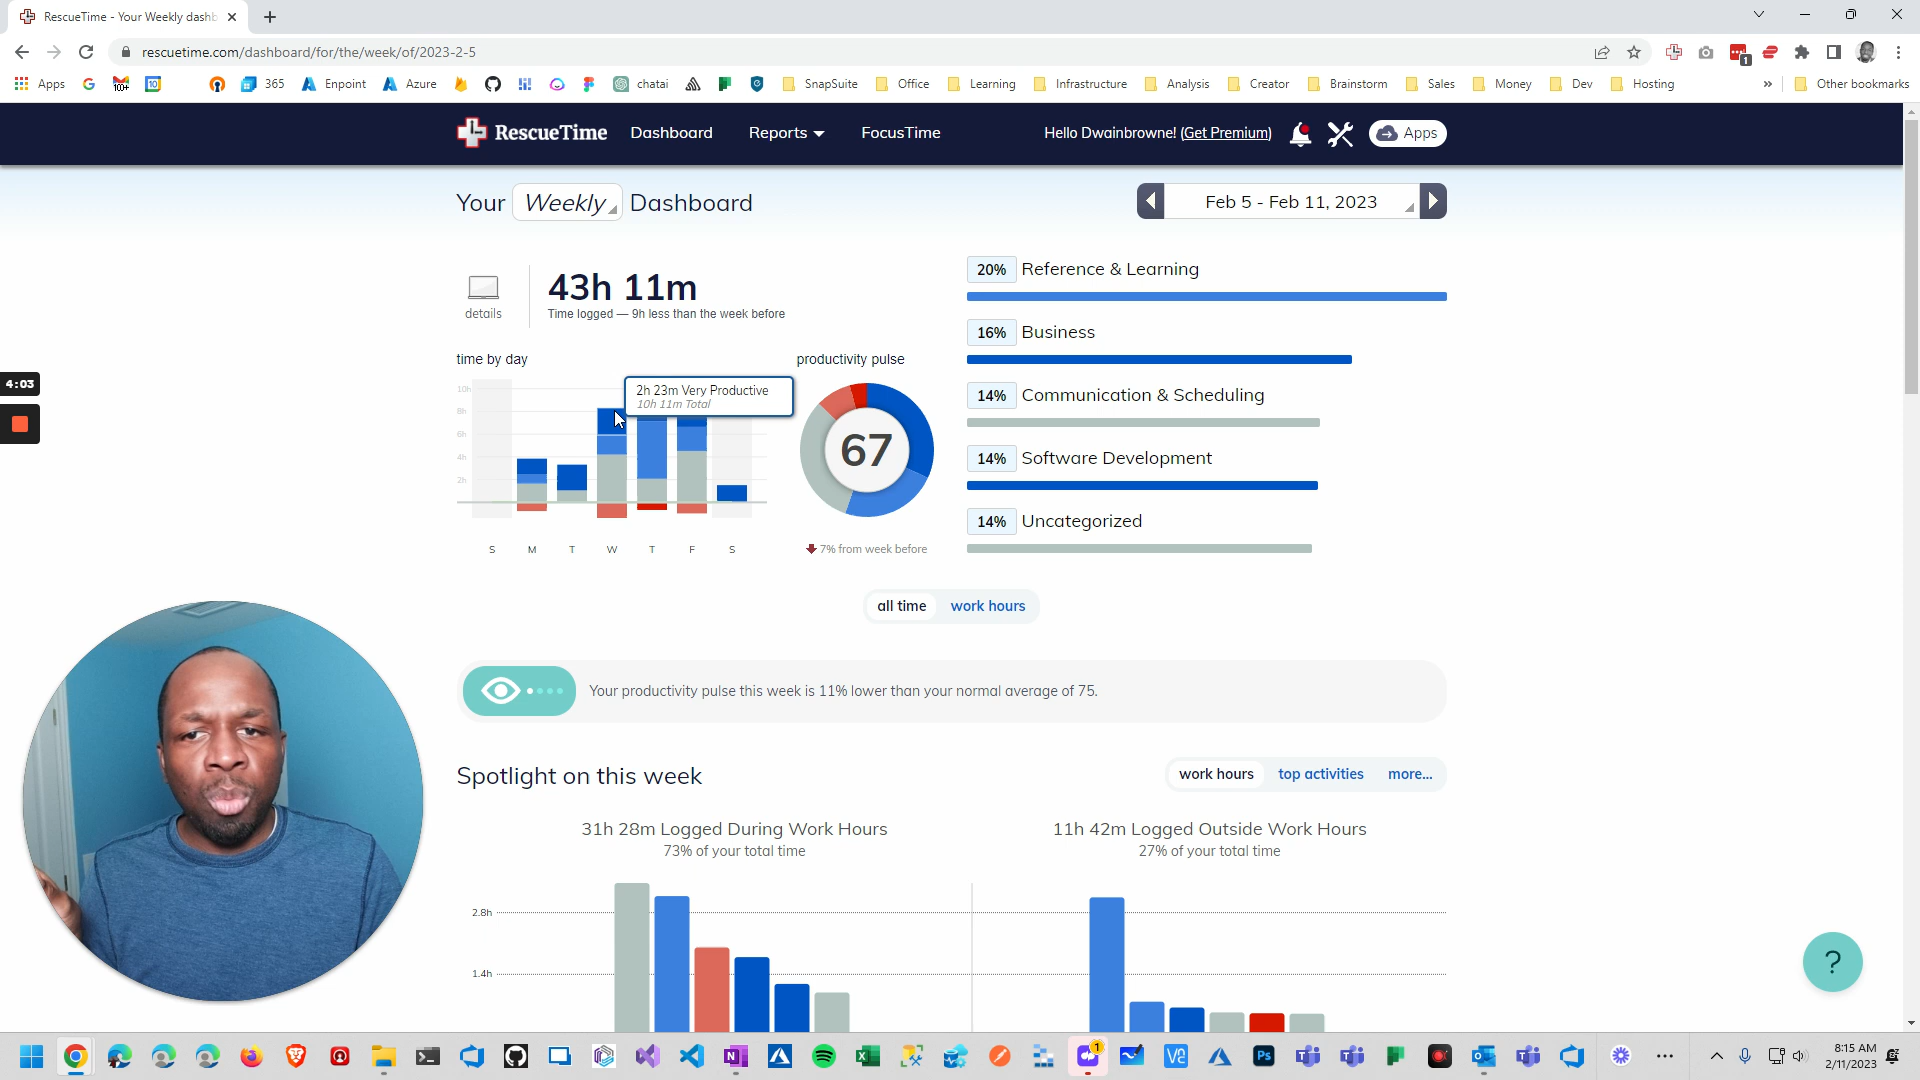 RescueTime - Your Weekly dashb
rescuetime.com/dashboard/for/the/week/of/2023-2-5
Apps
365
Enpoint
Azure
chatai
SnapSuite
Office
Learning
Infrastructure
Analysis
Creator
Brainstorm
Sales
Money
Dev
Hosting
»
Other bookmarks
RescueTime
Dashboard
Reports
FocusTime
Hello Dwainbrowne! (Get Premium)
Apps
Your Weekly Dashboard
Feb 5 - Feb 11, 2023
details
43h 11m
Time logged — 9h less than the week before
time by day
productivity pulse
10h
8h
6h
4h
2h
2h 23m Very Productive
10h 11m Total
S M T W T F S
67
7% from week before
20% Reference & Learning
16% Business
14% Communication & Scheduling
14% Software Development
14% Uncategorized
4:03
all time
work hours
Your productivity pulse this week is 11% lower than your normal average of 75.
Spotlight on this week
work hours
top activities
more...
31h 28m Logged During Work Hours
73% of your total time
11h 42m Logged Outside Work Hours
27% of your total time
2.8h
1.4h
?
8:15 AM
2/11/2023